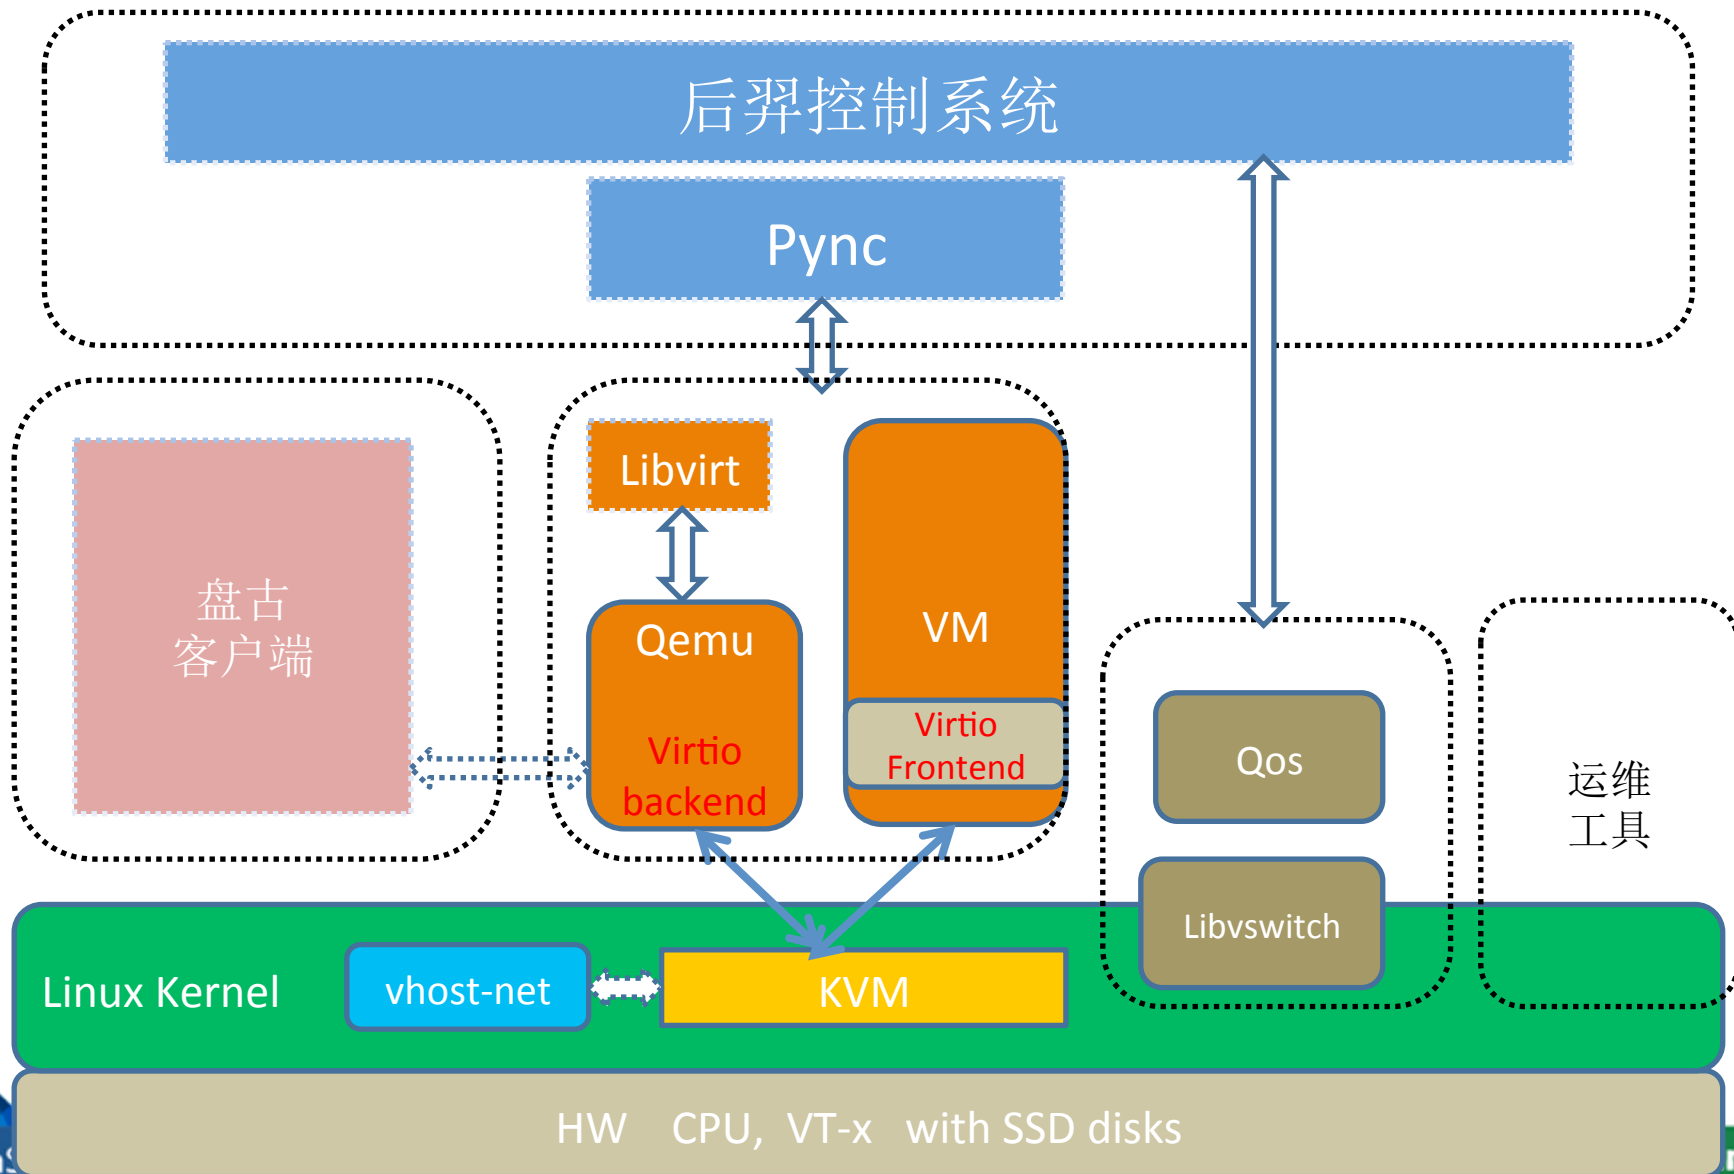 后羿控制系统
Pync
Libvirt
盘古
客户端
Qemu
VM
Virtio
backend
Virtio
Frontend
Qos
运维
工具
Libvswitch
Linux Kernel
vhost-net
KVM
HW CPU, VT-x with SSD disks